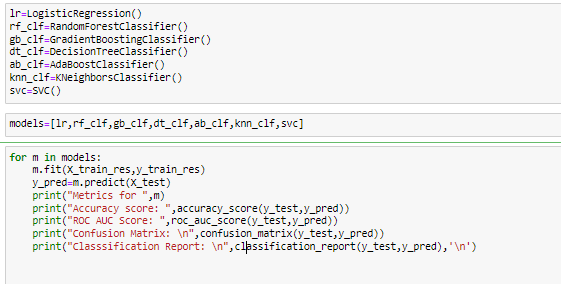 lr=LogisticRegression()
rf_clf=RandomForestClassifier()
gb_clf=GradientBoostingClassifier()
dt_clf=DecisionTreeClassifier()
ab_clf=AdaBoostClassifier()
knn_clf=KNeighborsClassifier()
svc=SVC()
models=[lr,rf_clf,gb_clf,dt_clf,ab_clf,knn_clf,svc]
for m in models:
    m.fit(X_train_res,y_train_res)
    y_pred=m.predict(X_test)
    print("Metrics for ",m)
    print("Accuracy score: ",accuracy_score(y_test,y_pred))
    print("ROC AUC Score: ",roc_auc_score(y_test,y_pred))
    print("Confusion Matrix: \n",confusion_matrix(y_test,y_pred))
    print("Classsification Report: \n",classification_report(y_test,y_pred),'\n')